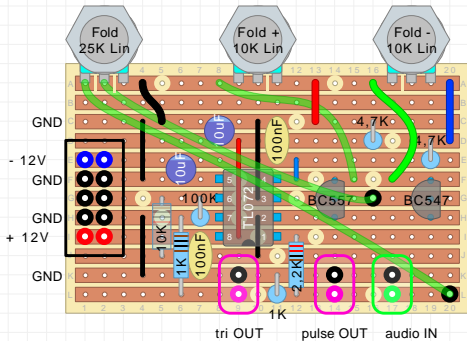 Fold
25K Lin
Fold +
10K Lin
Fold -
10K Lin
GND
- 12V
GND
GND
+ 12V
GND
10uF
10uF
100nF
4,7K
4,7K
100K
TL072
BC557
BC547
10K
1K
100nF
2,2K
1K
tri OUT
pulse OUT
audio IN